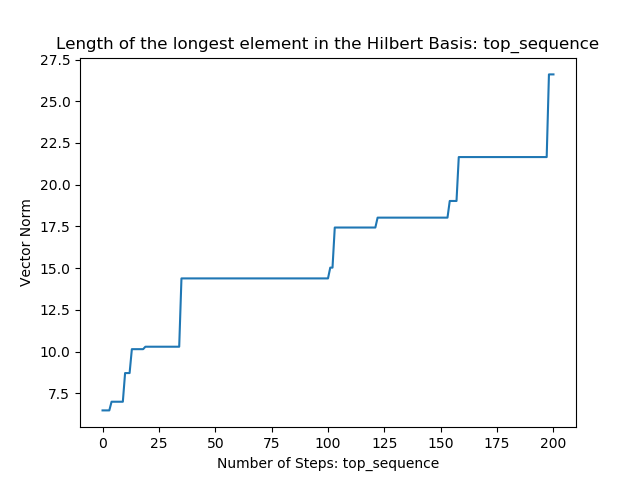 Length of the longest element in the Hilbert Basis: top_sequence
27.5
25.0
22.5
20.0
17.5
15.0
12.5
10.0
7.5
Vector Norm
0 25 50 75 100 125 150 175 200
Number of Steps: top_sequence